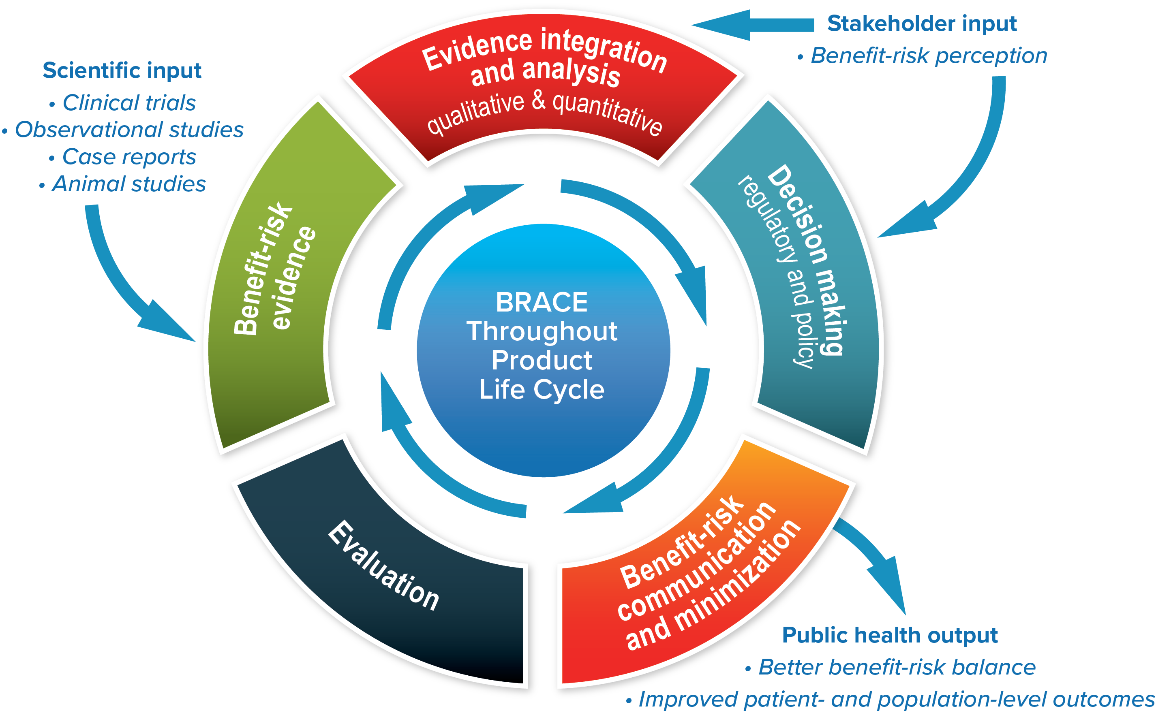 Scientific input
• Clinical trials
• Observational studies
• Case reports
• Animal studies
Evidence integration
and analysis
qualitative & quantitative
Stakeholder input
• Benefit-risk perception
Benefit-risk
evidence
Decision making
regulatory and policy
BRACE
Throughout
Product
Life Cycle
Evaluation
Benefit-risk
communication
and minimization
Public health output
• Better benefit-risk balance
• Improved patient- and population-level outcomes